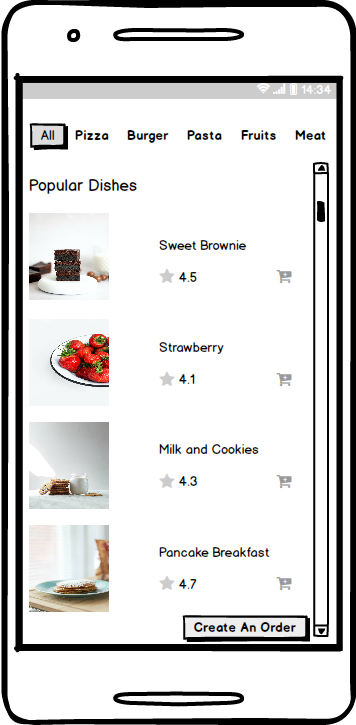 14:34
All Pizza Burger Pasta Fruits Meat
Popular Dishes
Sweet Brownie
4.5
Strawberry
4.1
Milk and Cookies
4.3
Pancake Breakfast
4.7
Create An Order